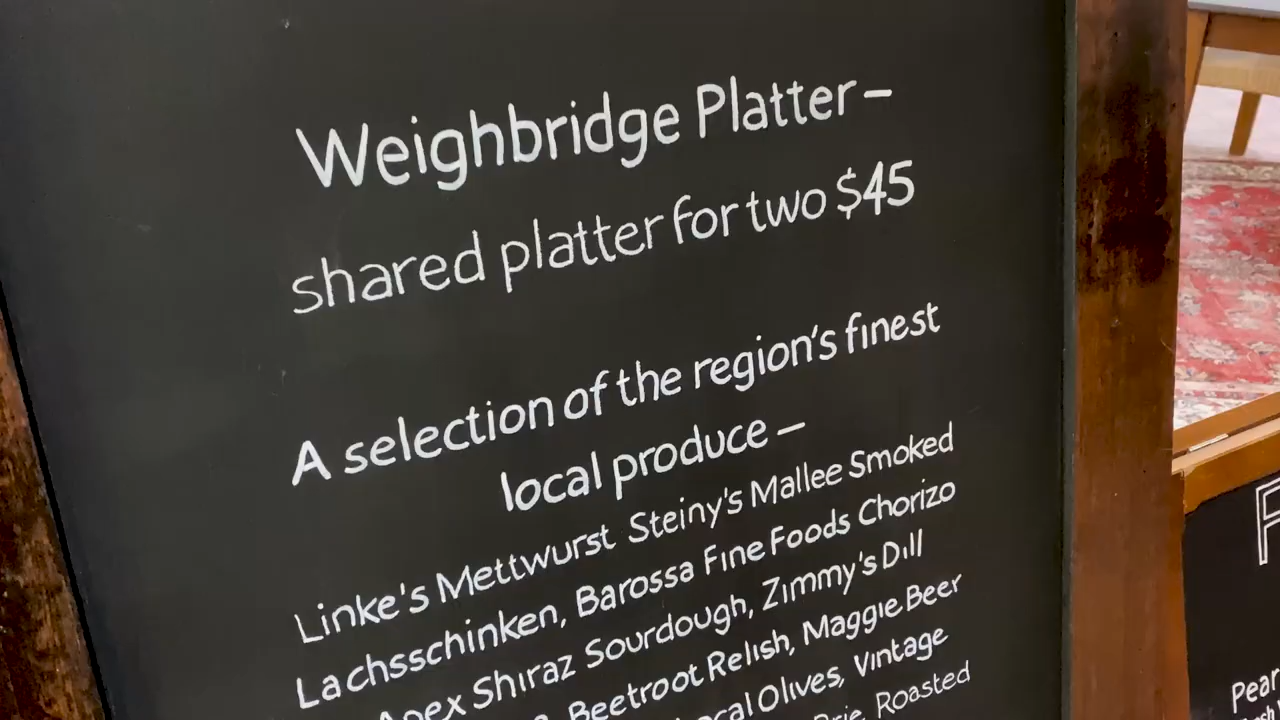 Weighbridge Platter –
shared platter for two $45
A selection of the region's finest
local produce –
Linke's Mettwurst Steiny's Mallee Smoked
Lachsschinken, Barossa Fine Foods Chorizo
Apex Shiraz Sourdough, Zimmy's Dill
Beetroot Relish, Maggie Beer
Olives, Vintage
Roasted
Pear